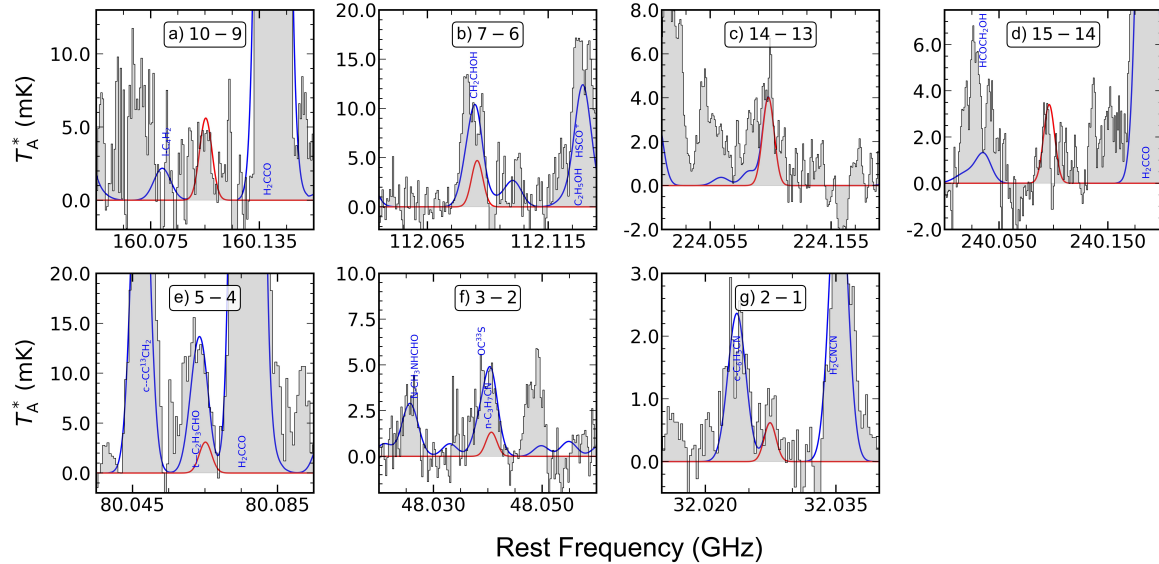 a) 10 − 9
b) 7 − 6
c) 14 − 13
d) 15 − 14
T*A (mK)
10.0
5.0
0.0
l-C4H2
H2CCO
160.075
160.135
20.0
15.0
10.0
5.0
0.0
CH2CHOH
C2H5OH
HSCO+
112.065
112.115
8.0
6.0
4.0
2.0
0.0
-2.0
224.055
224.155
6.0
4.0
2.0
0.0
-2.0
HCOCH2OH
H2CCO
240.050
240.150
e) 5 − 4
f) 3 − 2
g) 2 − 1
T*A (mK)
20.0
15.0
10.0
5.0
0.0
c--CC13CH2
t--C2H3CHO
H2CCO
80.045
80.085
10.0
7.5
5.0
2.5
0.0
OC33S
n-C3H7CN
48.030
48.050
3.0
2.0
1.0
0.0
H2CNCN
32.020
32.035
Rest Frequency (GHz)